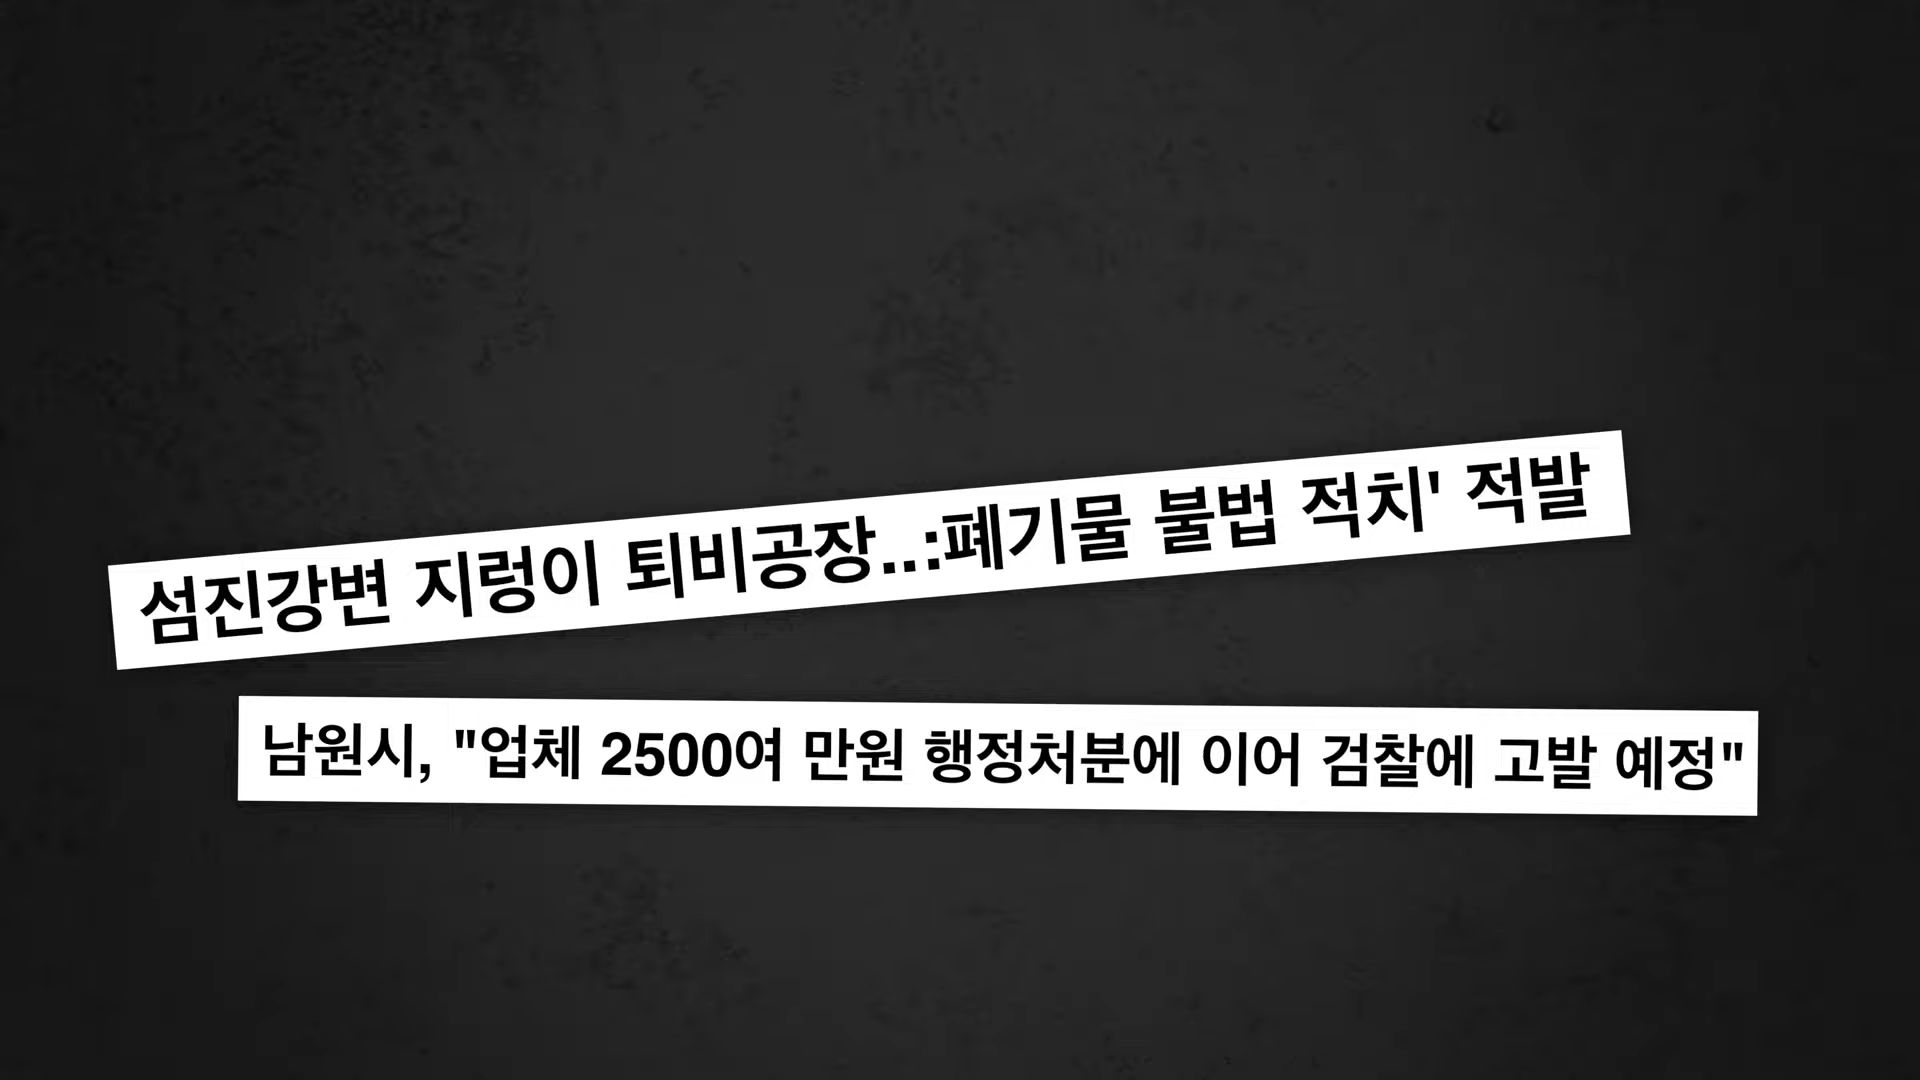 섬진강변 지렁이 퇴비공장..:폐기물 불법 적치' 적발
남원시, "업체 2500여 만원 행정처분에 이어 검찰에 고발 예정"